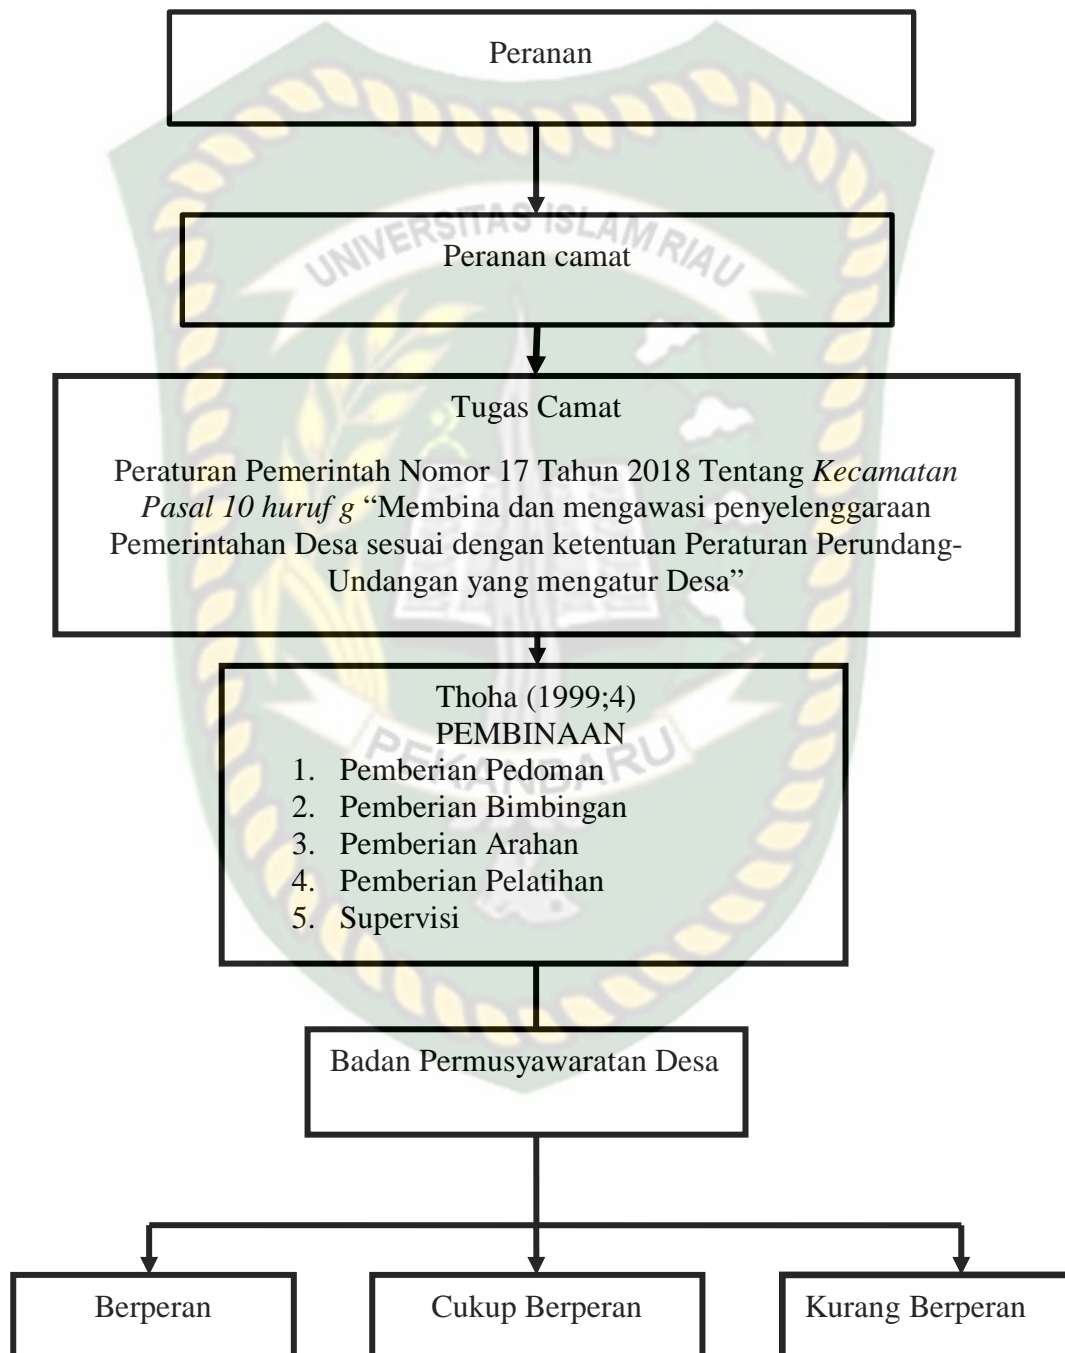 Peranan
UNIVERSITAS ISLAM RIAU
Peranan camat
Tugas Camat
Peraturan Pemerintah Nomor 17 Tahun 2018 Tentang Kecamatan
Pasal 10 huruf g “Membina dan mengawasi penyelenggaraan
Pemerintahan Desa sesuai dengan ketentuan Peraturan Perundang-
Undangan yang mengatur Desa”
Thoha (1999;4)
PEMBINAAN
PEKANBARU
1. Pemberian Pedoman
2. Pemberian Bimbingan
3. Pemberian Arahan
4. Pemberian Pelatihan
5. Supervisi
Badan Permusyawaratan Desa
Berperan
Cukup Berperan
Kurang Berperan